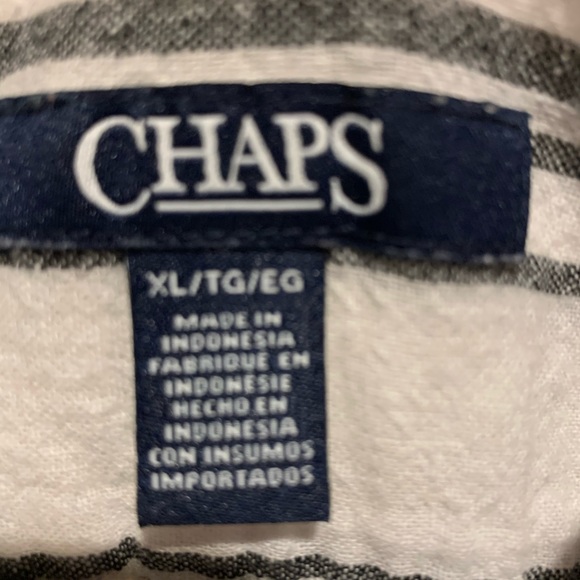 CHAPS
XL/TG/EG
MADE IN
INDONESIA
FABRIQUE EN
INDONESIE
HECHO EN
INDONESIA
CON INSUMOS
IMPORTADOS